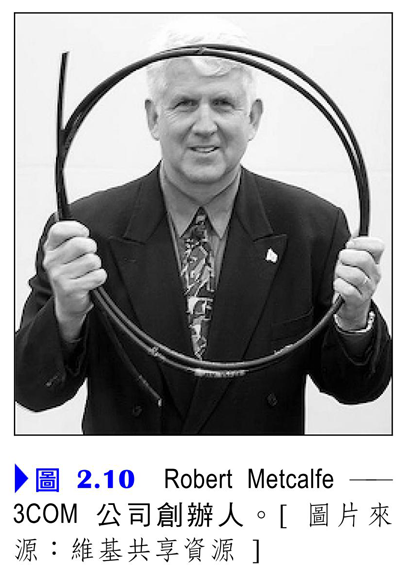 圖 2.10 Robert Metcalfe ——
3COM 公司創辦人。[ 圖片來
源：維基共享資源 ]